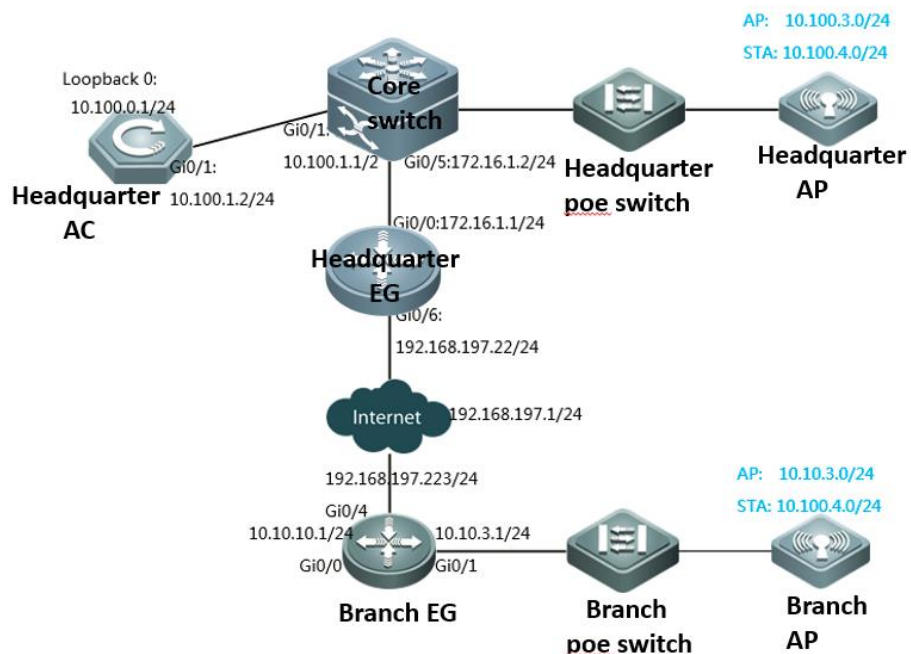 AP: 10.100.3.0/24
STA: 10.100.4.0/24
Loopback 0:
10.100.0.1/24
Core
switch
Gi0/1:
10.100.1.1/2
Gi0/5:172.16.1.2/24
Gi0/1:
10.100.1.2/24
Headquarter
AC
Headquarter
poe switch
Headquarter
AP
Gi0/0:172.16.1.1/24
Headquarter
EG
Gi0/6:
192.168.197.22/24
Internet
192.168.197.1/24
192.168.197.223/24
Gi0/4
10.10.10.1/24
10.10.3.1/24
Gi0/0
Gi0/1
AP: 10.10.3.0/24
STA: 10.100.4.0/24
Branch EG
Branch
poe switch
Branch
AP